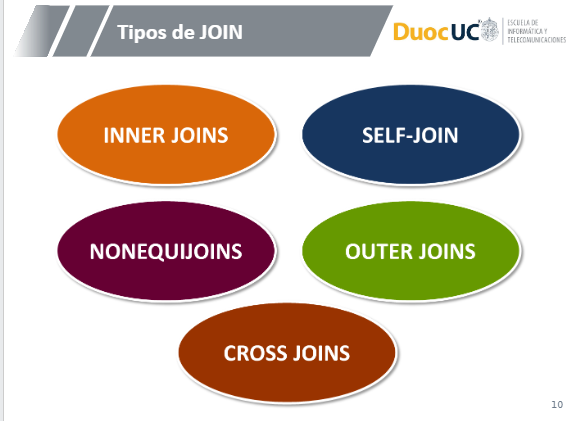 Tipos de JOIN
DuocUC
ESCUELA DE
INFORMÁTICA Y
TELECOMUNICACIONES
INNER JOINS
SELF-JOIN
NONEQUIJOINS
OUTER JOINS
CROSS JOINS
10